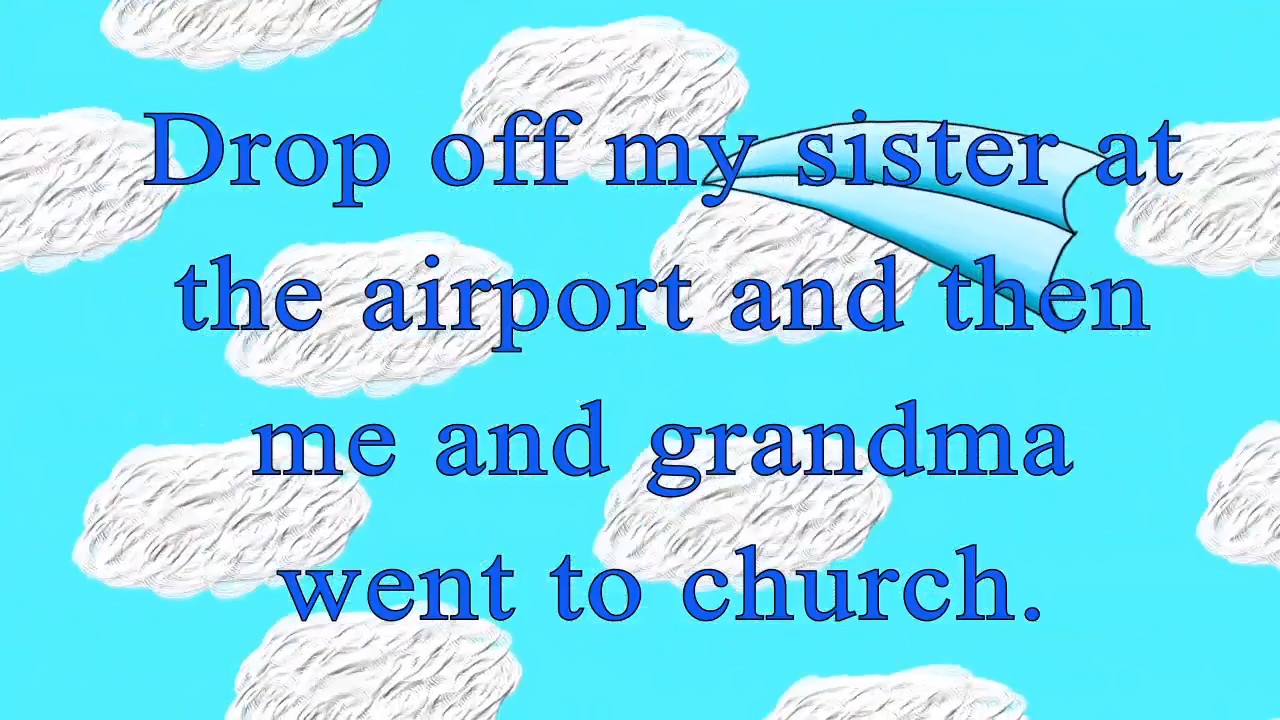 Drop off my sister at
the airport and then
me and grandma
went to church.